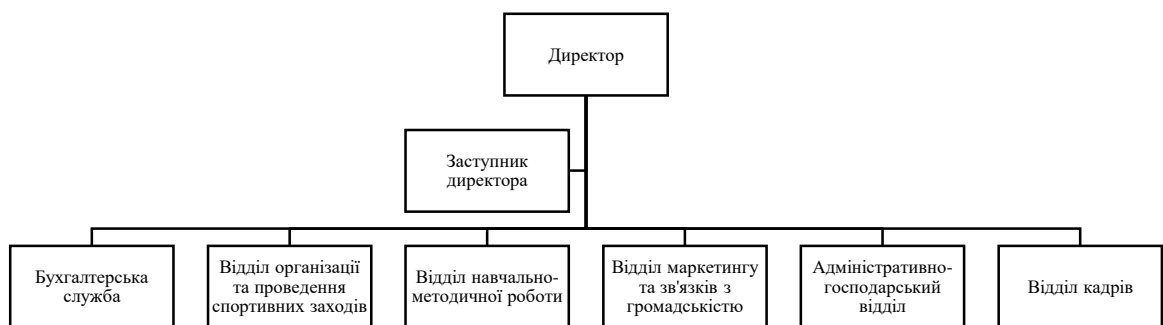 Директор
Заступник
директора
Бухгалтерська
служба
Відділ організації
та проведення
спортивних заходів
Відділ навчально-
методичної роботи
Відділ маркетингу
та зв'язків з
громадськістю
Адміністративно-
господарський
відділ
Відділ кадрів